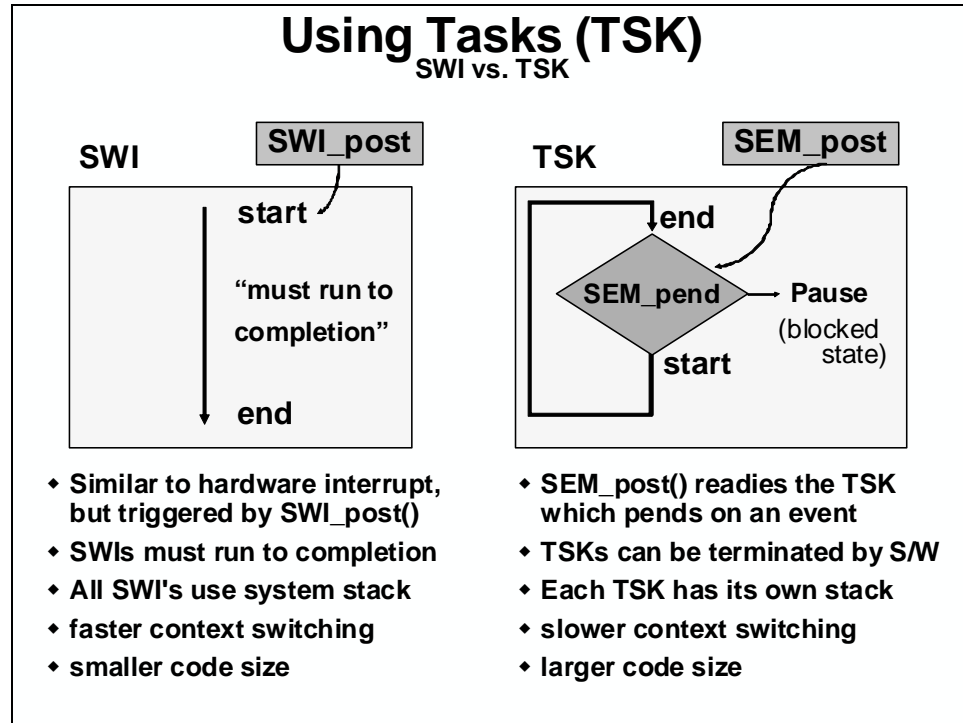 Using Tasks (TSK)
SWI vs. TSK
SWI
SWI_post
start
“must run to
completion”
end
TSK
SEM_post
end
SEM_pend
Pause
(blocked
state)
start
◆ Similar to hardware interrupt,
but triggered by SWI_post()
◆ SWIs must run to completion
◆ All SWI's use system stack
◆ faster context switching
◆ smaller code size
◆ SEM_post() readies the TSK
which pends on an event
◆ TSKs can be terminated by S/W
◆ Each TSK has its own stack
◆ slower context switching
◆ larger code size